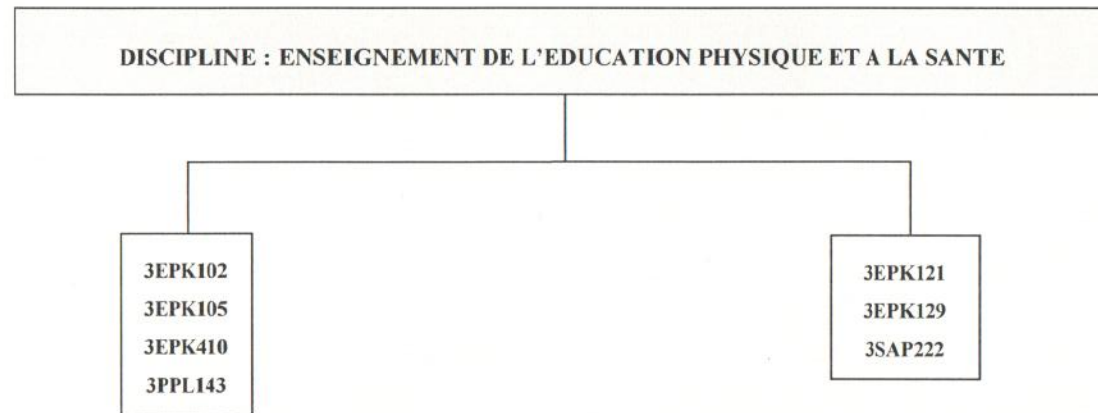 DISCIPLINE : ENSEIGNEMENT DE L'EDUCATION PHYSIQUE ET A LA SANTE
3EPK102
3EPK105
3EPK410
3PPL143
3EPK121
3EPK129
3SAP222